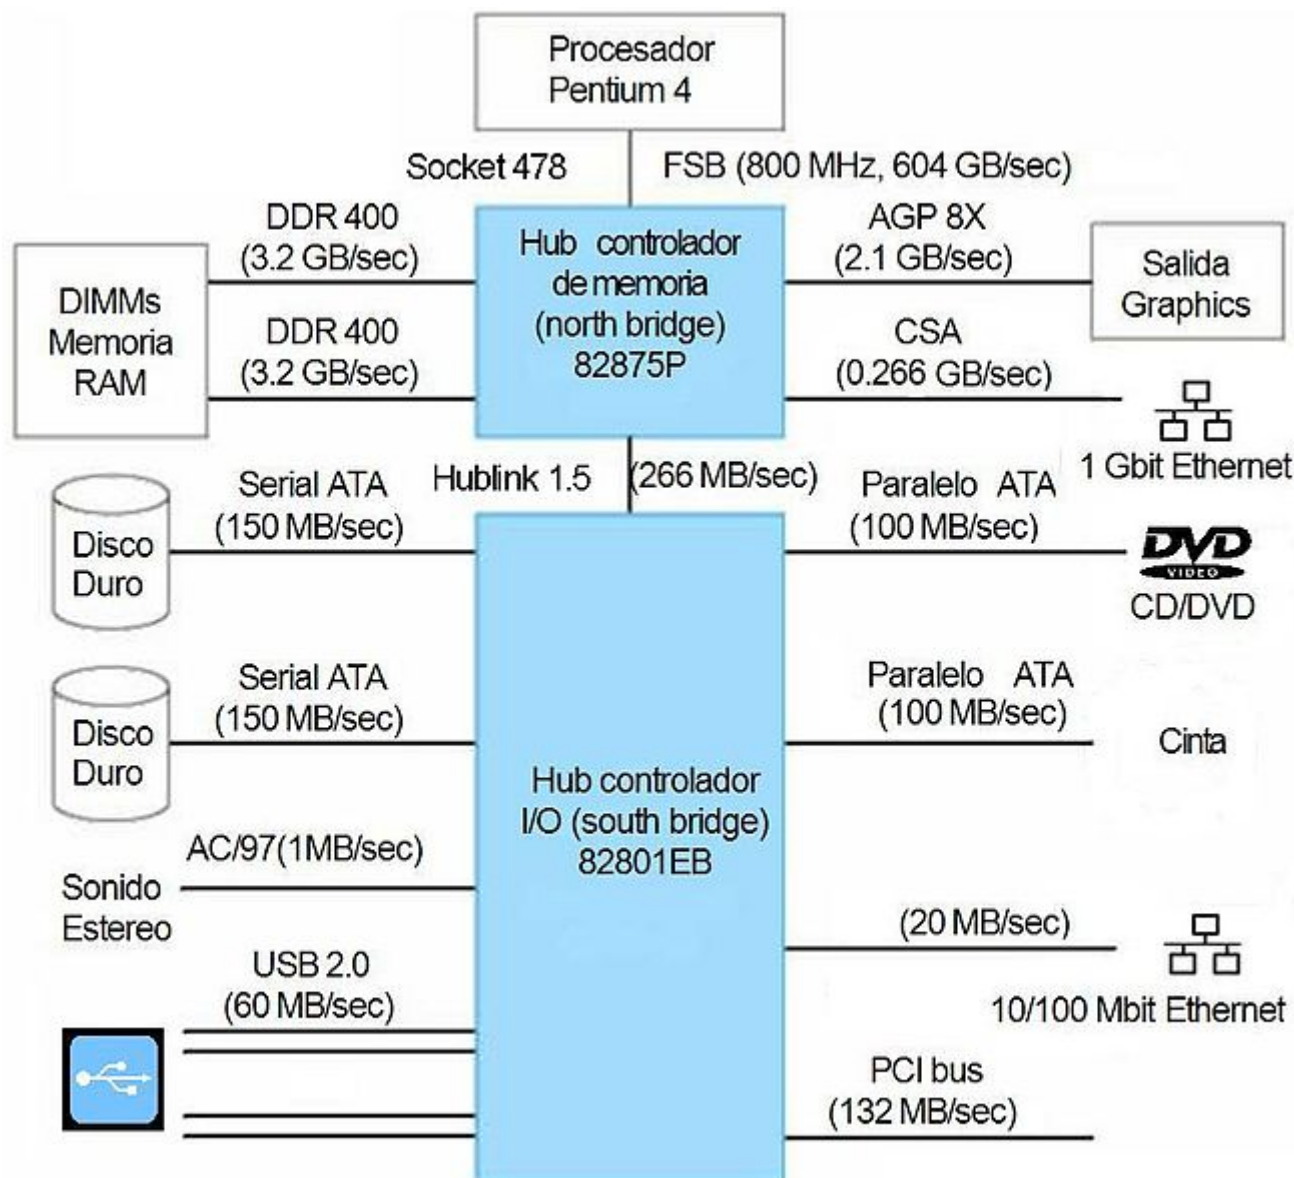 Procesador
Pentium 4
Socket 478
FSB (800 MHz, 604 GB/sec)
DDR 400
(3.2 GB/sec)
Hub controlador
de memoria
(north bridge)
82875P
AGP 8X
(2.1 GB/sec)
Salida
Graphics
DIMMs
Memoria
RAM
DDR 400
(3.2 GB/sec)
CSA
(0.266 GB/sec)
1 Gbit Ethernet
Serial ATA
(150 MB/sec)
Hublink 1.5
(266 MB/sec)
Paralelo ATA
(100 MB/sec)
Disco
Duro
DVD
VIDEO
CD/DVD
Serial ATA
(150 MB/sec)
Paralelo ATA
(100 MB/sec)
Disco
Duro
Cinta
Hub controlador
I/O (south bridge)
82801EB
AC/97(1MB/sec)
Sonido
Estereo
(20 MB/sec)
10/100 Mbit Ethernet
USB 2.0
(60 MB/sec)
PCI bus
(132 MB/sec)